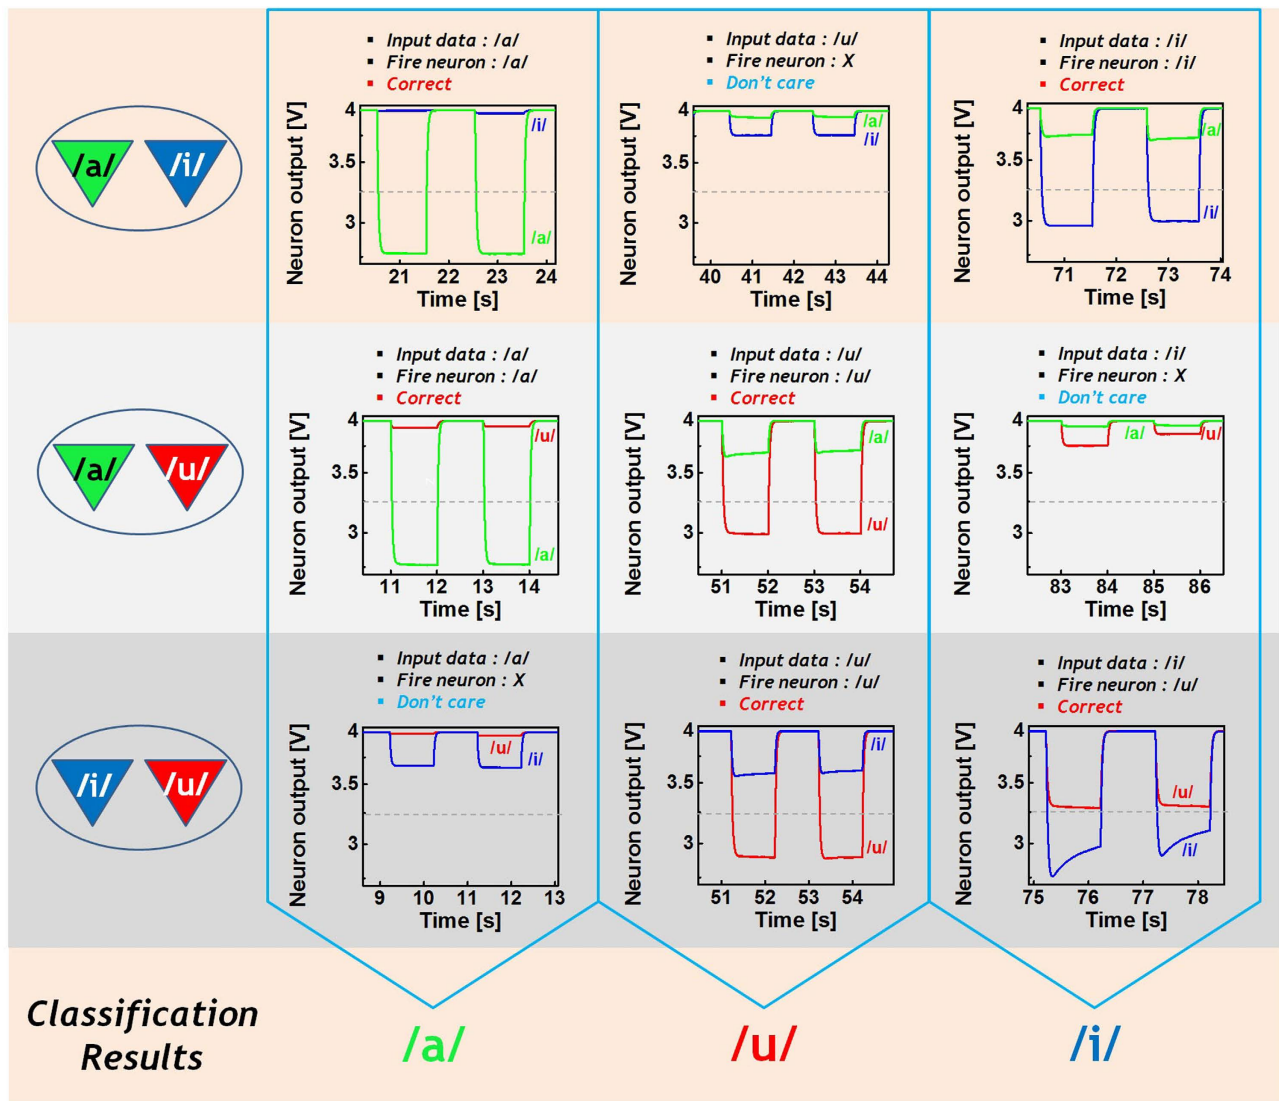 ▪ Input data : /a/
▪ Fire neuron : /a/
▪ Correct
▪ Input data : /u/
▪ Fire neuron : X
▪ Don't care
▪ Input data : /i/
▪ Fire neuron : /i/
▪ Correct
/a/ /i/
Neuron output [V]
4
3.5
3
/i/
/a/
21 22 23 24
Time [s]
Neuron output [V]
4
3.5
3
/a/
/i/
40 41 42 43 44
Time [s]
Neuron output [V]
4
3.5
3
/a/
/i/
71 72 73 74
Time [s]
▪ Input data : /a/
▪ Fire neuron : /a/
▪ Correct
▪ Input data : /u/
▪ Fire neuron : /u/
▪ Correct
▪ Input data : /i/
▪ Fire neuron : X
▪ Don't care
/a/ /u/
Neuron output [V]
4
3.5
3
/u/
/a/
11 12 13 14
Time [s]
Neuron output [V]
4
3.5
3
/a/
/u/
51 52 53 54
Time [s]
Neuron output [V]
4
3.5
3
/a/ /u/
83 84 85 86
Time [s]
▪ Input data : /a/
▪ Fire neuron : X
▪ Don't care
▪ Input data : /u/
▪ Fire neuron : /u/
▪ Correct
▪ Input data : /i/
▪ Fire neuron : /u/
▪ Correct
/i/ /u/
Neuron output [V]
4
3.5
3
/u/ /i/
9 10 11 12 13
Time [s]
Neuron output [V]
4
3.5
3
/i/
/u/
51 52 53 54
Time [s]
Neuron output [V]
4
3.5
3
/u/
/i/
75 76 77 78
Time [s]
Classification
Results
/a/ /u/ /i/